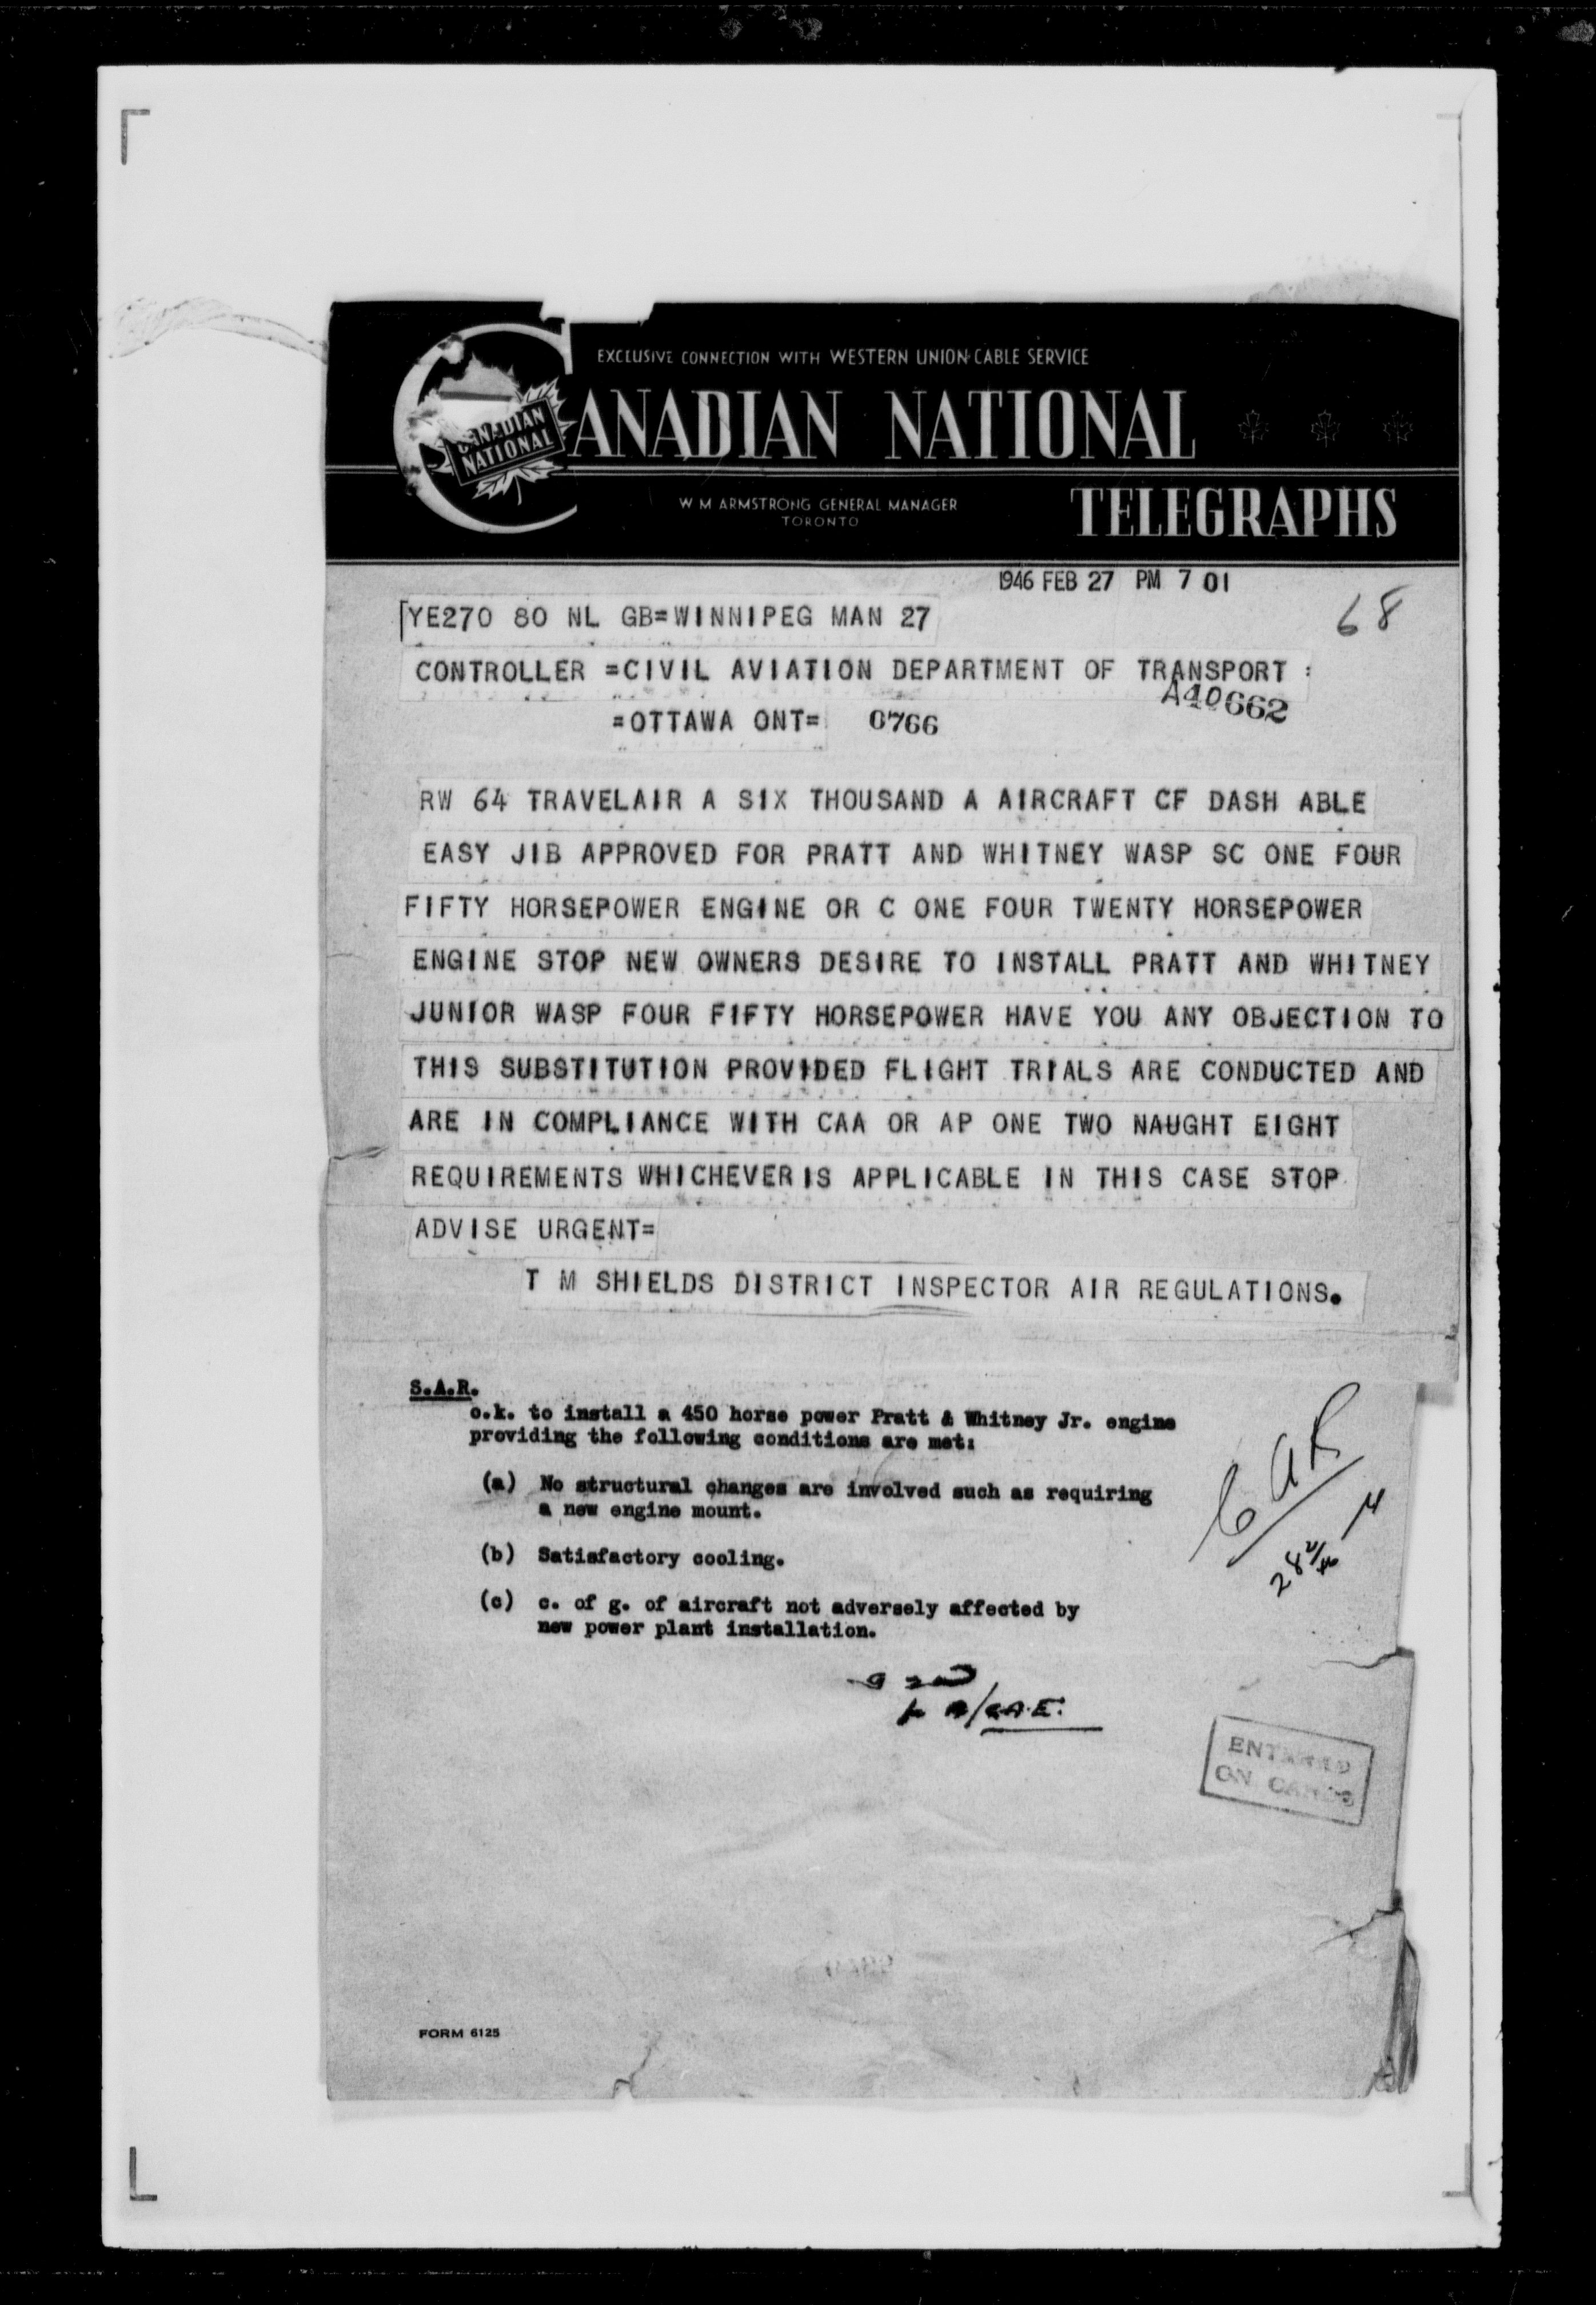 EXCLUSIVE CONNECTION WITH WESTERN UNION CABLE SERVICE
CANADIAN NATIONAL
CANADIAN
NATIONAL
TELEGRAPHS
W M ARMSTRONG GENERAL MANAGER
TORONTO
1946 FEB 27 PM 7 01
68
YE270 80 NL GB=WINNIPEG MAN 27
CONTROLLER =CIVIL AVIATION DEPARTMENT OF TRANSPORT :
A40662
=OTTAWA ONT= 0766
RW 64 TRAVELAIR A SIX THOUSAND A AIRCRAFT CF DASH ABLE
EASY JIB APPROVED FOR PRATT AND WHITNEY WASP SC ONE FOUR
FIFTY HORSEPOWER ENGINE OR C ONE FOUR TWENTY HORSEPOWER
ENGINE STOP NEW OWNERS DESIRE TO INSTALL PRATT AND WHITNEY
JUNIOR WASP FOUR FIFTY HORSEPOWER HAVE YOU ANY OBJECTION TO
THIS SUBSTITUTION PROVIDED FLIGHT TRIALS ARE CONDUCTED AND
ARE IN COMPLIANCE WITH CAA OR AP ONE TWO NAUGHT EIGHT
REQUIREMENTS WHICHEVER IS APPLICABLE IN THIS CASE STOP
ADVISE URGENT=
T M SHIELDS DISTRICT INSPECTOR AIR REGULATIONS.
S.A.R.
o.k. to install a 450 horse power Pratt & Whitney Jr. engine
providing the following conditions are met:
(a) No structural changes are involved such as requiring
a new engine mount.
(b) Satisfactory cooling.
(c) c. of g. of aircraft not adversely affected by
new power plant installation.
ENTERED
ON CARDS
FORM 6125